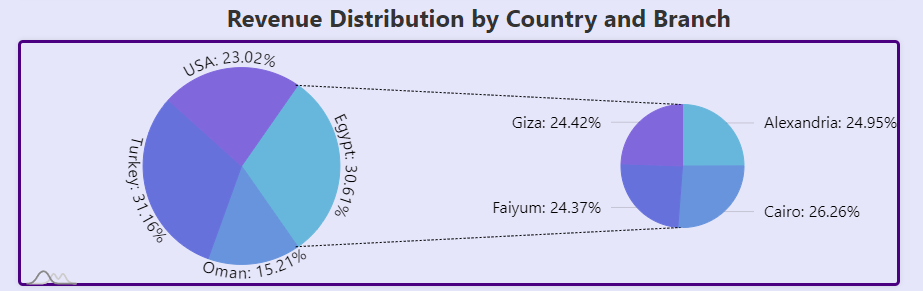 Revenue Distribution by Country and Branch
USA: 23.02%
Egypt: 30.61%
Turkey: 31.16%
Oman: 15.21%
Giza: 24.42%
Alexandria: 24.95%
Faiyum: 24.37%
Cairo: 26.26%